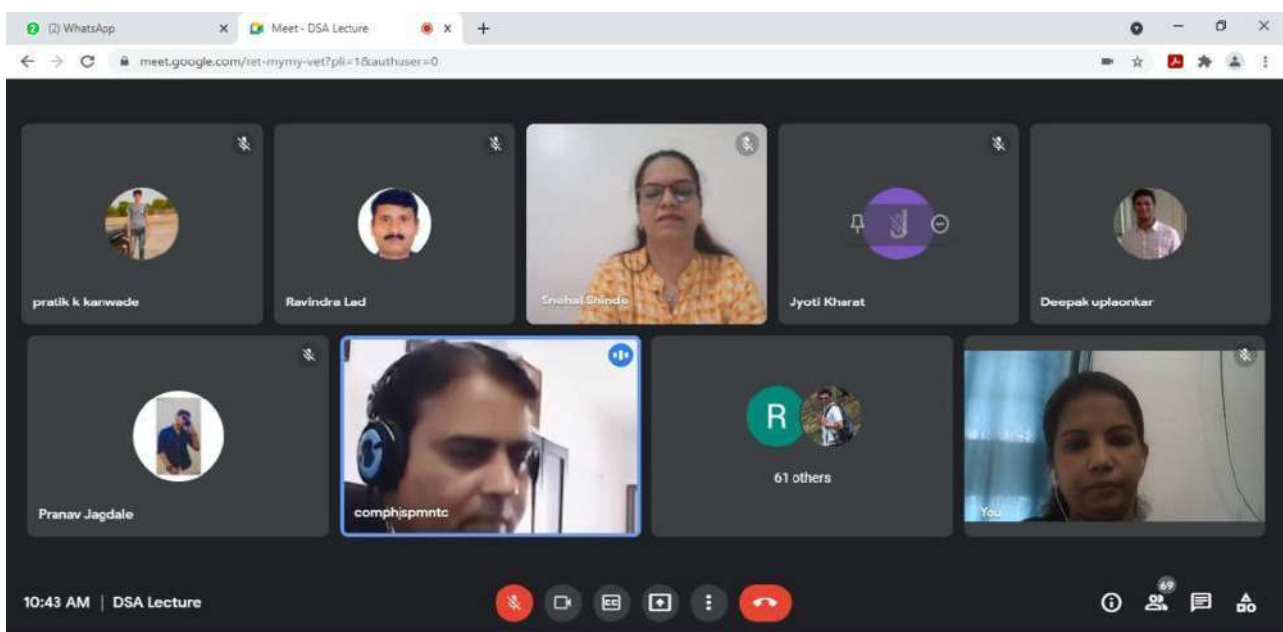 (2) WhatsApp
Meet - DSA Lecture
meet.google.com/ret-mymy-vet?pli=1&authuser=0
pratik k kanwade
Ravindra Lad
Snehal Shinde
Jyoti Kharat
Deepak uplaonkar
Pranav Jagdale
comphjspmntc
R
61 others
You
10:43 AM | DSA Lecture
CC
69